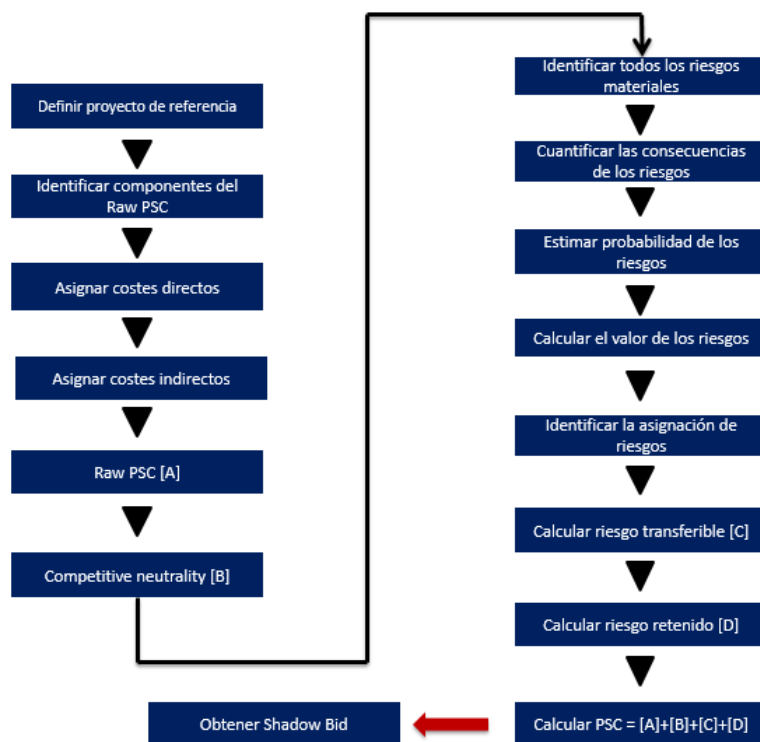 Definir proyecto de referencia
Identificar componentes del
Raw PSC
Asignar costes directos
Asignar costes indirectos
Raw PSC [A]
Competitive neutrality [B]
Identificar todos los riesgos
materiales
Cuantificar las consecuencias
de los riesgos
Estimar probabilidad de los
riesgos
Calcular el valor de los riesgos
Identificar la asignación de
riesgos
Calcular riesgo transferible [C]
Calcular riesgo retenido [D]
Calcular PSC = [A]+[B]+[C]+[D]
Obtener Shadow Bid